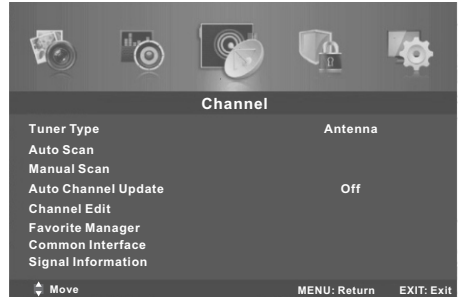 Channel
Tuner Type Antenna
Auto Scan
Manual Scan
Auto Channel Update Off
Channel Edit
Favorite Manager
Common Interface
Signal Information
Move MENU: Return EXIT: Exit